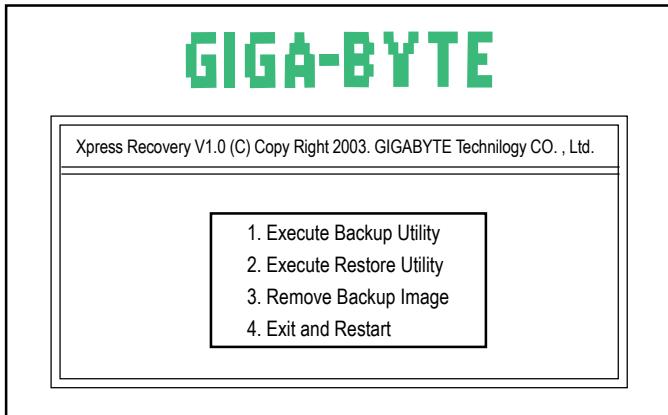 GIGA-BYTE
Xpress Recovery V1.0 (C) Copy Right 2003. GIGABYTE Technilogy CO. , Ltd.
1. Execute Backup Utility
2. Execute Restore Utility
3. Remove Backup Image
4. Exit and Restart